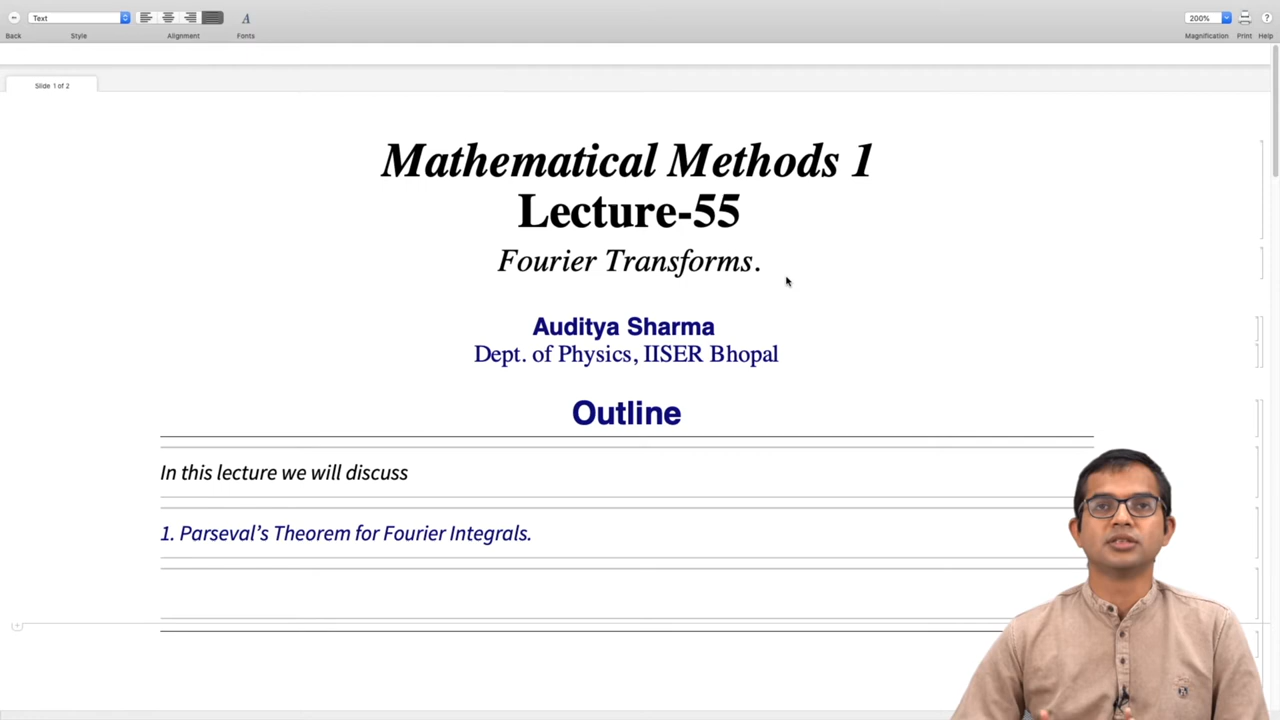 Text
200%
Back
Style
Alignment
Fonts
Magnification
Print
Help
Slide 1 of 2
Mathematical Methods 1
Lecture-55
Fourier Transforms.
Auditya Sharma
Dept. of Physics, IISER Bhopal
Outline
In this lecture we will discuss
1. Parseval's Theorem for Fourier Integrals.